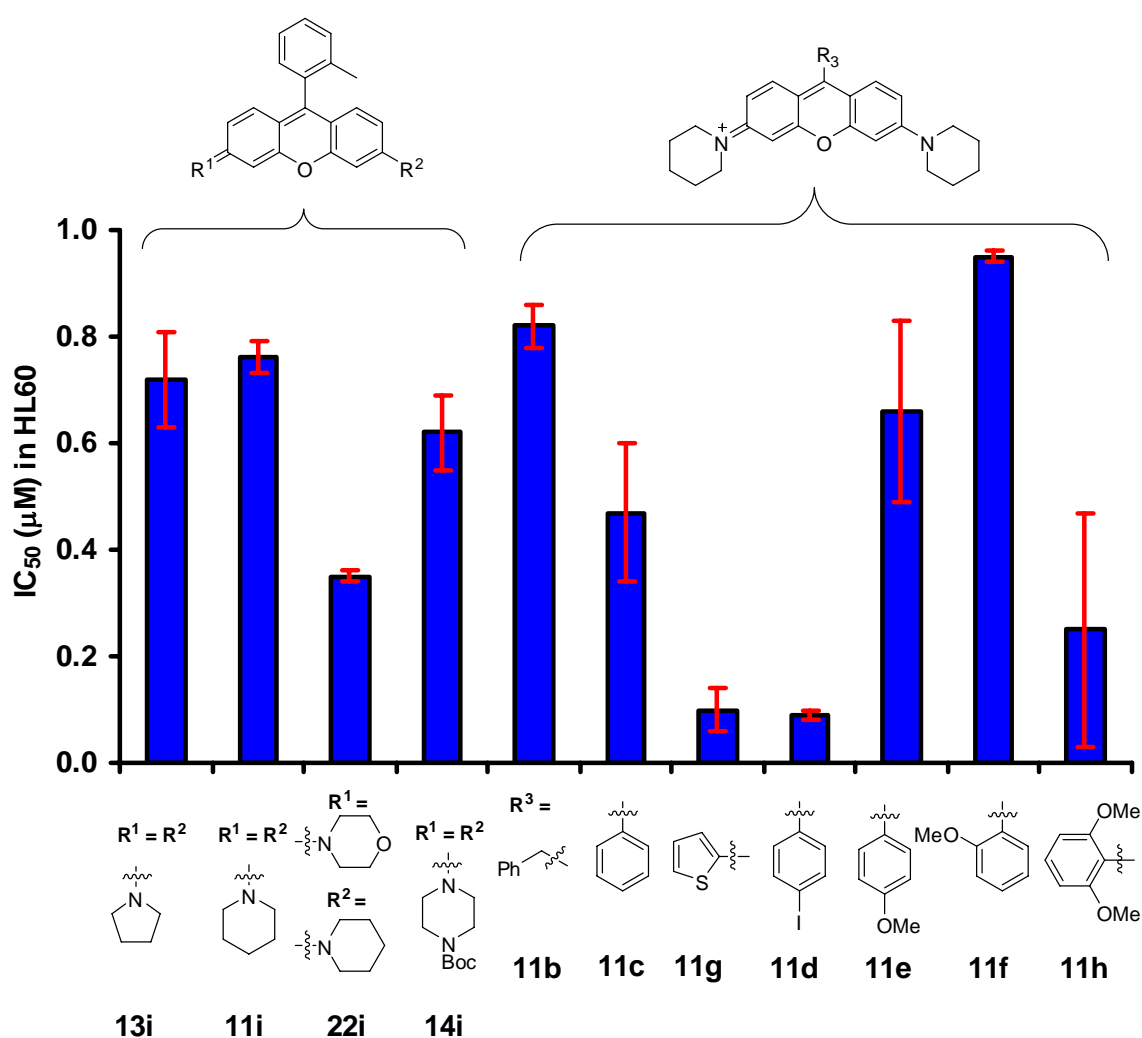 R₃
N⁺
O
N
R¹
O
R²
1.0
0.8
0.6
0.4
0.2
0.0
IC₅₀ (μM) in HL60
R¹ = R²
N
R¹ = R²
N
R¹ =
N
O
R² =
N
R¹ = R²
N
N
Boc
R³ =
Ph
S
I
OMe
MeO
OMe
OMe
11b 11c 11g 11d 11e 11f 11h
13i 11i 22i 14i